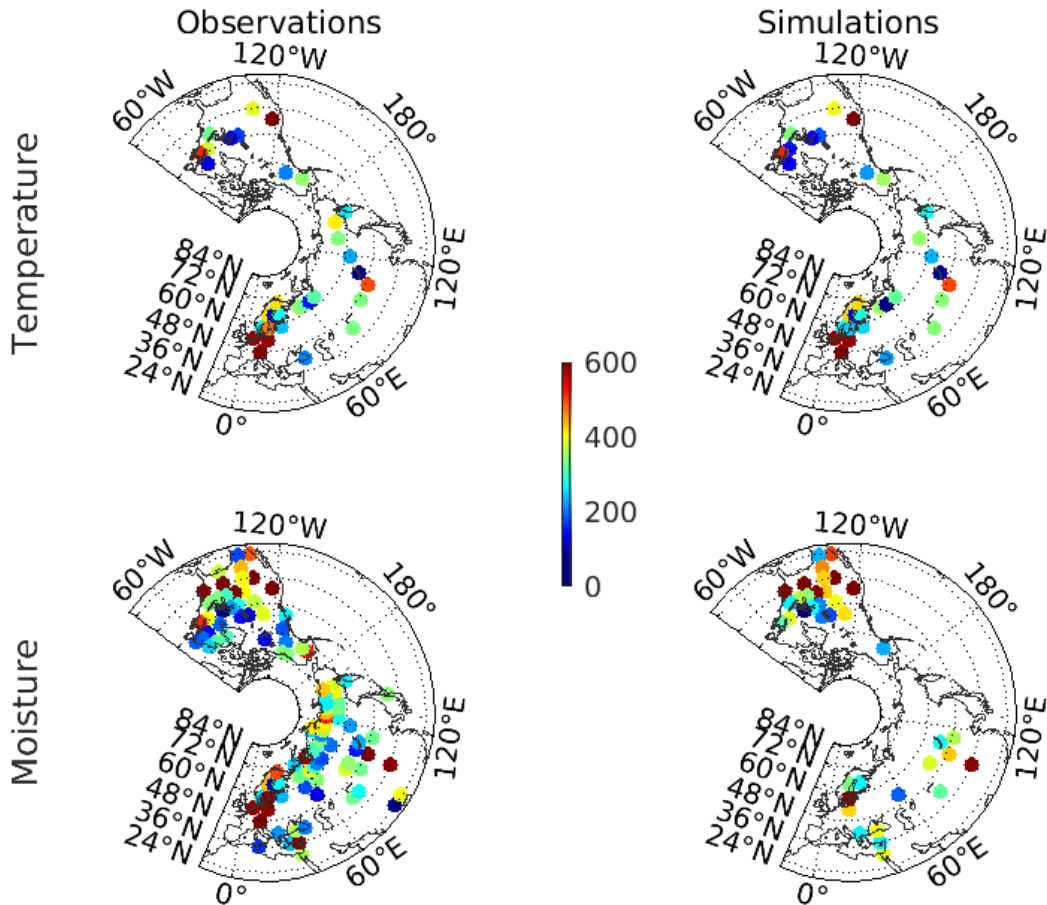 Observations
Simulations
Temperature
120°W
60°W
180°
120°E
60°E
0°
84°N
72°N
60°N
48°N
36°N
24°N
120°W
60°W
180°
120°E
60°E
0°
84°N
72°N
60°N
48°N
36°N
24°N
600
400
200
0
Moisture
120°W
60°W
180°
120°E
60°E
0°
84°N
72°N
60°N
48°N
36°N
24°N
120°W
60°W
180°
120°E
60°E
0°
84°N
72°N
60°N
48°N
36°N
24°N